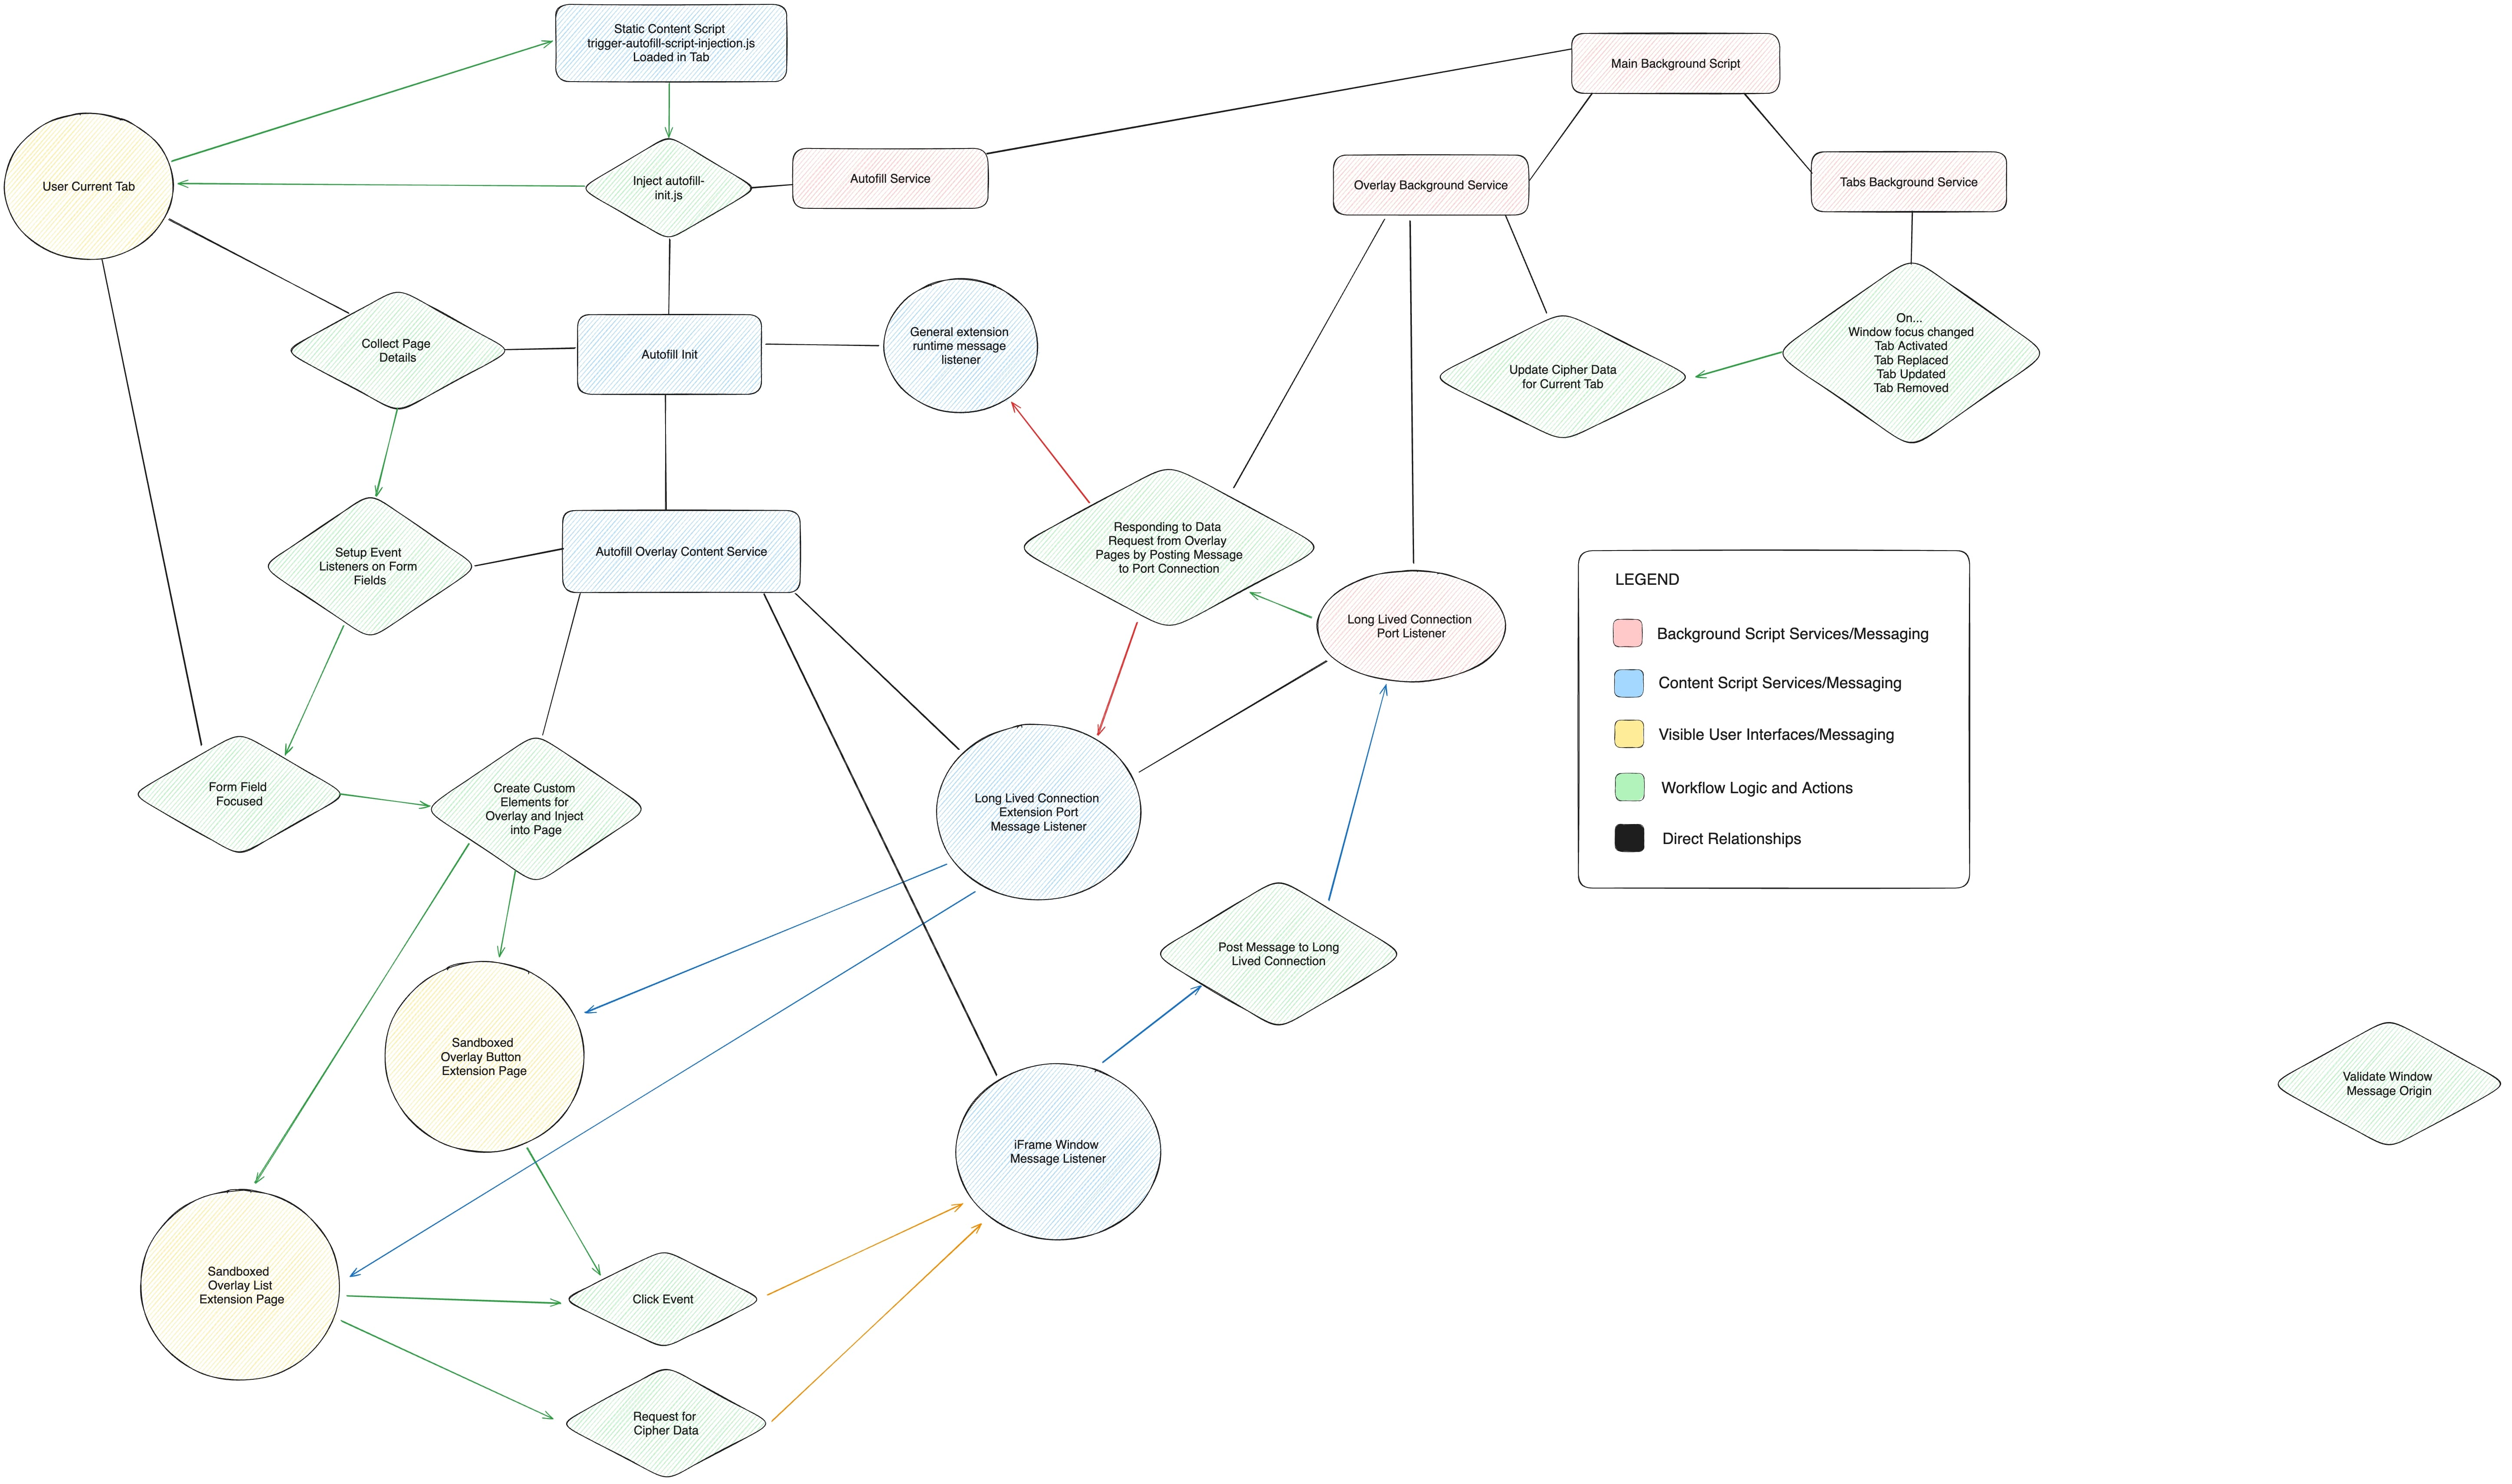 Static Content Script
trigger-autofill-script-injection.js
Loaded in Tab
Main Background Script
User Current Tab
Inject autofill-
init.js
Autofill Service
Overlay Background Service
Tabs Background Service
Collect Page
Details
Autofill Init
General extension
runtime message
listener
Update Cipher Data
for Current Tab
On...
Window focus changed
Tab Activated
Tab Replaced
Tab Updated
Tab Removed
Setup Event
Listeners on Form
Fields
Autofill Overlay Content Service
Responding to Data
Request from Overlay
Pages by Posting Message
to Port Connection
Long Lived Connection
Port Listener
LEGEND
Background Script Services/Messaging
Content Script Services/Messaging
Visible User Interfaces/Messaging
Workflow Logic and Actions
Direct Relationships
Form Field
Focused
Create Custom
Elements for
Overlay and Inject
into Page
Long Lived Connection
Extension Port
Message Listener
Post Message to Long
Lived Connection
Sandboxed
Overlay Button
Extension Page
iFrame Window
Message Listener
Validate Window
Message Origin
Sandboxed
Overlay List
Extension Page
Click Event
Request for
Cipher Data